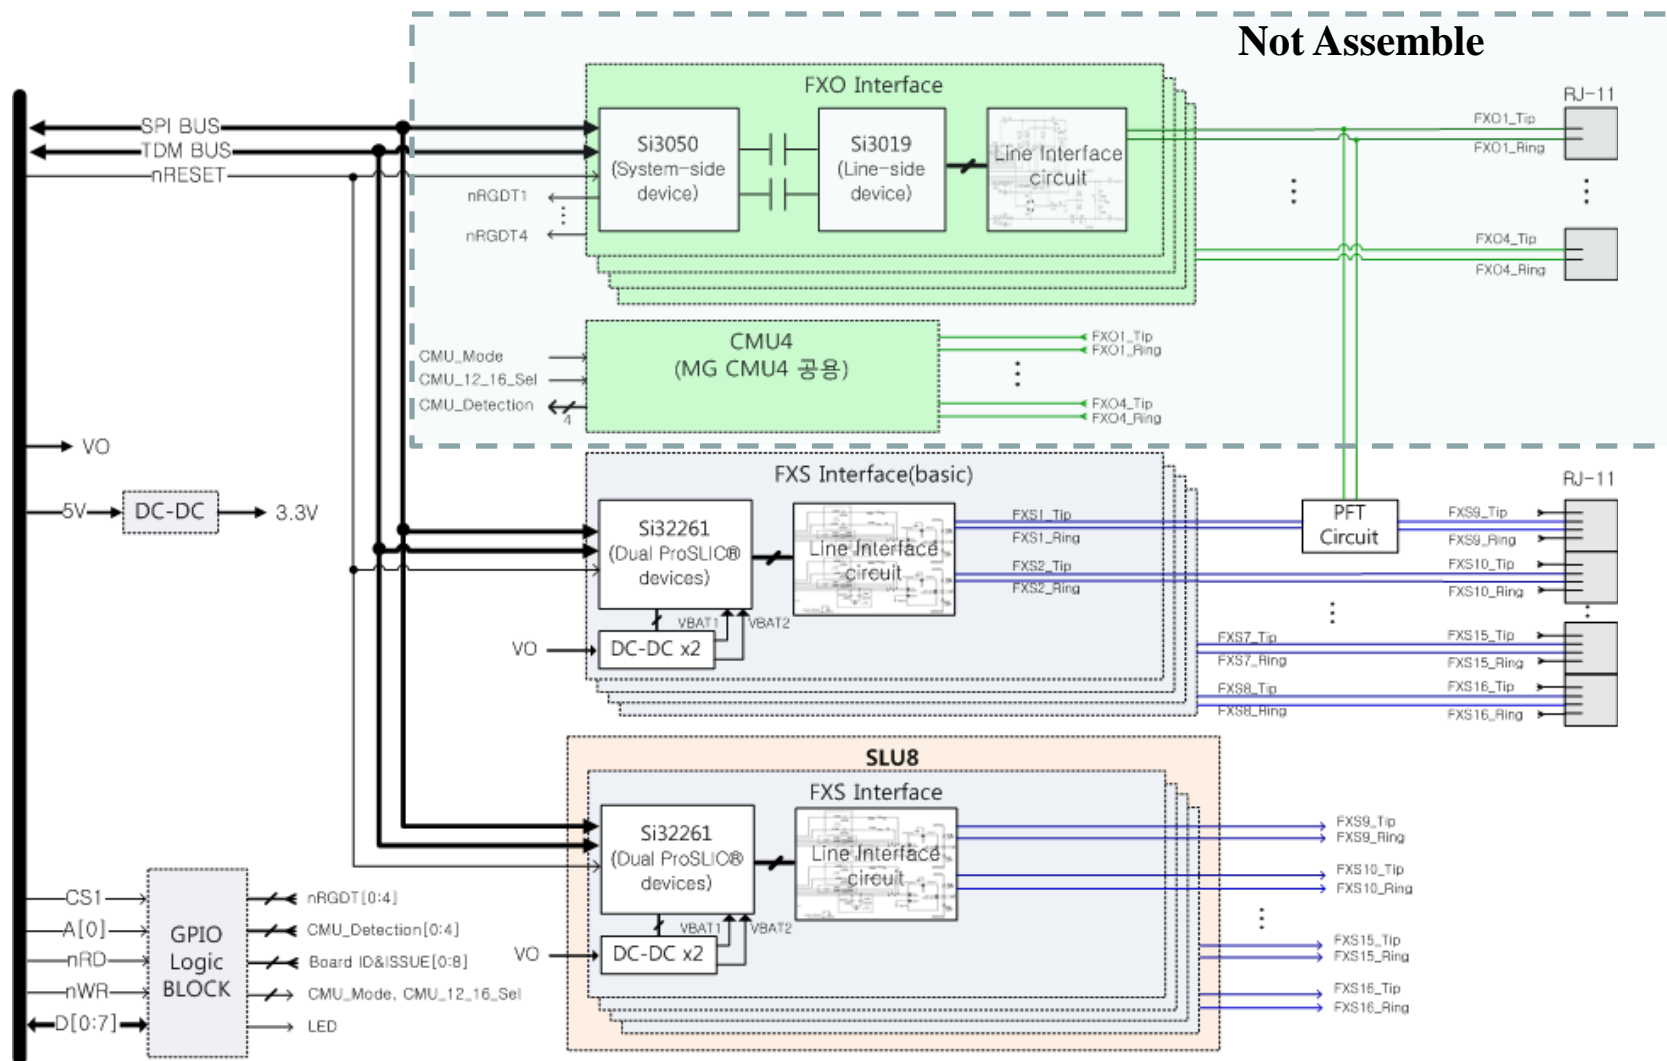 Not Assemble
FXO Interface
RJ-11
SPI BUS
TDM BUS
nRESET
Si3050
(System-side
device)
Si3019
(Line-side
device)
Line Interface
circuit
FXO1_Tip
FXO1_Ring
nRGDT1
nRGDT4
FXO4_Tip
FXO4_Ring
CMU4
(MG CMU4 공용)
CMU_Mode
CMU_12_16_Sel
CMU_Detection
4
FXO1_Tip
FXO1_Ring
FXO4_Tip
FXO4_Ring
VO
5V
DC-DC
3.3V
FXS Interface(basic)
RJ-11
Si32261
(Dual ProSLIC®
devices)
Line Interface
circuit
FXS1_Tip
FXS1_Ring
FXS2_Tip
FXS2_Ring
PFT
Circuit
FXS9_Tip
FXS9_Ring
FXS10_Tip
FXS10_Ring
VBAT1
VBAT2
VO
DC-DC x2
FXS7_Tip
FXS7_Ring
FXS15_Tip
FXS15_Ring
FXS8_Tip
FXS8_Ring
FXS16_Tip
FXS16_Ring
SLU8
FXS Interface
Si32261
(Dual ProSLIC®
devices)
Line Interface
circuit
FXS9_Tip
FXS9_Ring
FXS10_Tip
FXS10_Ring
VBAT1
VBAT2
VO
DC-DC x2
FXS15_Tip
FXS15_Ring
FXS16_Tip
FXS16_Ring
CS1
A[0]
nRD
nWR
D[0:7]
GPIO
Logic
BLOCK
nRGDT[0:4]
CMU_Detection[0:4]
Board ID&ISSUE[0:8]
CMU_Mode, CMU_12_16_Sel
LED